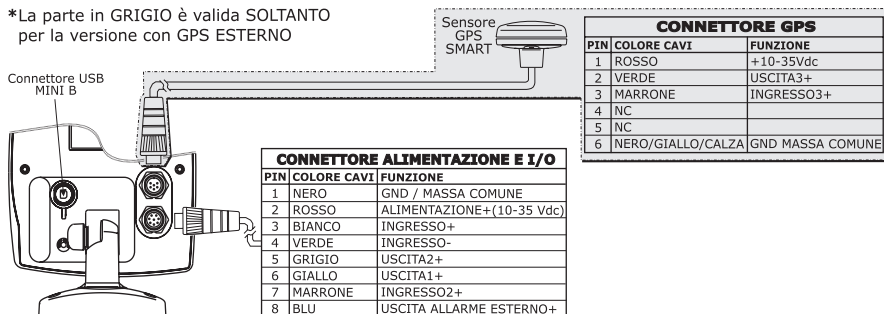 *La parte in GRIGIO è valida SOLTANTO
per la versione con GPS ESTERNO
Sensore
GPS
SMART
Connettore USB
MINI B
CONNETTORE GPS
PIN COLORE CAVI FUNZIONE
1 ROSSO +10-35Vdc
2 VERDE USCITA3+
3 MARRONE INGRESSO3+
4 NC
5 NC
6 NERO/GIALLO/CALZA GND MASSA COMUNE
CONNETTORE ALIMENTAZIONE E I/O
PIN COLORE CAVI FUNZIONE
1 NERO GND / MASSA COMUNE
2 ROSSO ALIMENTAZIONE+(10-35 Vdc)
3 BIANCO INGRESSO+
4 VERDE INGRESSO-
5 GRIGIO USCITA2+
6 GIALLO USCITA1+
7 MARRONE INGRESSO2+
8 BLU USCITA ALLARME ESTERNO+